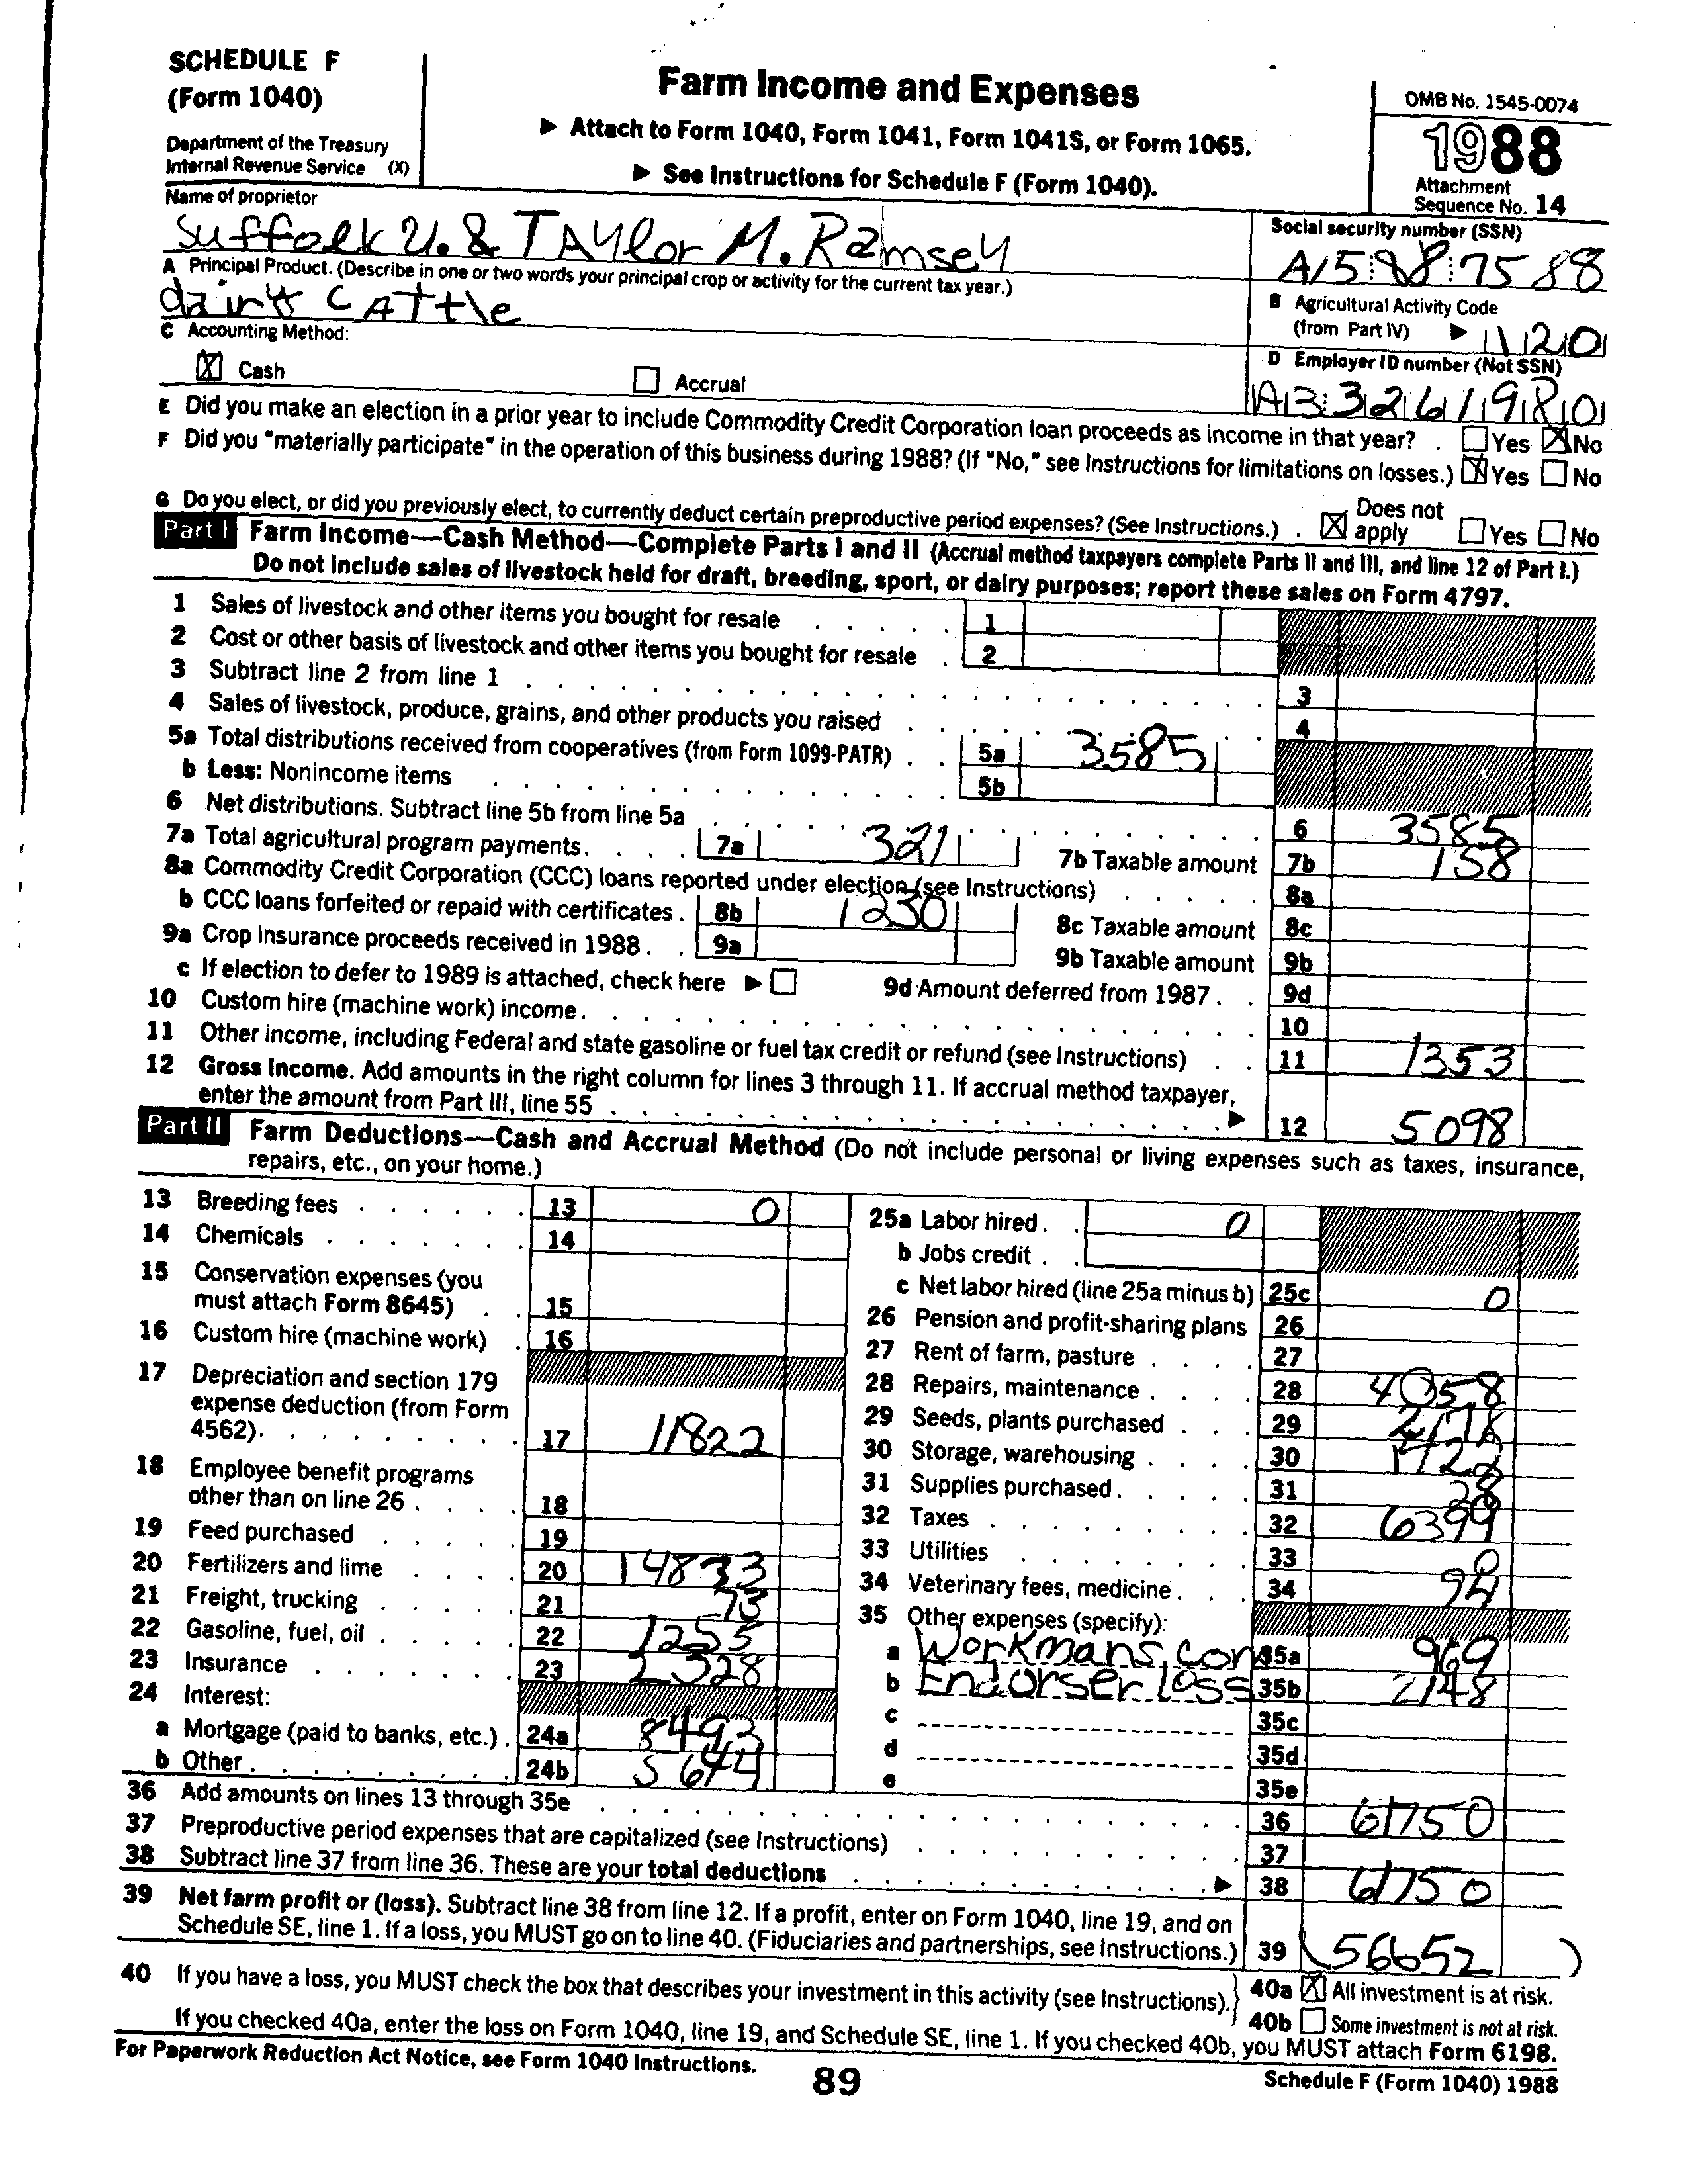 SCHEDULE F
(Form 1040)
Department of the Treasury
Internal Revenue Service (X)
Farm Income and Expenses
▶ Attach to Form 1040, Form 1041, Form 1041S, or Form 1065.
▶ See Instructions for Schedule F (Form 1040).
OMB No. 1545-0074
1988
Attachment
Sequence No. 14
Name of proprietor
Suffolk U. & TAYlor M. Ramsey
Social security number (SSN)
A15 88 7588
A Principal Product. (Describe in one or two words your principal crop or activity for the current tax year.)
CATTle
B Agricultural Activity Code
(from Part IV) ▶ 1120
C Accounting Method:
☒ Cash ☐ Accrual
D Employer ID number (Not SSN)
A33261980
E Did you make an election in a prior year to include Commodity Credit Corporation loan proceeds as income in that year? . ☐ Yes ☒ No
F Did you "materially participate" in the operation of this business during 1988? (If "No," see Instructions for limitations on losses.) ☒ Yes ☐ No
G Do you elect, or did you previously elect, to currently deduct certain preproductive period expenses? (See Instructions.) . ☒ Does not apply ☐ Yes ☐ No
Part I Farm Income—Cash Method—Complete Parts I and II (Accrual method taxpayers complete Parts II and III, and line 12 of Part I.)
Do not include sales of livestock held for draft, breeding, sport, or dairy purposes; report these sales on Form 4797.
1 Sales of livestock and other items you bought for resale . . . . . 1
2 Cost or other basis of livestock and other items you bought for resale . 2
3 Subtract line 2 from line 1 . . . . 3
4 Sales of livestock, produce, grains, and other products you raised . . . . 4
5a Total distributions received from cooperatives (from Form 1099-PATR) . . 5a 3585
b Less: Nonincome items . . . . 5b
6 Net distributions. Subtract line 5b from line 5a . . . . 6 3585
7a Total agricultural program payments. . . . . 7a 321 7b Taxable amount 7b 158
8a Commodity Credit Corporation (CCC) loans reported under election (see Instructions) . . . . . 8a
b CCC loans forfeited or repaid with certificates . 8b 1230 8c Taxable amount 8c
9a Crop insurance proceeds received in 1988 . . 9a 9b Taxable amount 9b
c If election to defer to 1989 is attached, check here ▶ ☐ 9d Amount deferred from 1987 . . 9d
10 Custom hire (machine work) income. . . . 10
11 Other income, including Federal and state gasoline or fuel tax credit or refund (see Instructions) . . 11 1353
12 Gross Income. Add amounts in the right column for lines 3 through 11. If accrual method taxpayer,
enter the amount from Part III, line 55 . . . . ▶ 12 5098
Part II Farm Deductions—Cash and Accrual Method (Do not include personal or living expenses such as taxes, insurance,
repairs, etc., on your home.)
13 Breeding fees . . . . . . 13 0
14 Chemicals . . . . . . . 14
15 Conservation expenses (you
must attach Form 8645) . . 15
16 Custom hire (machine work) . 16
17 Depreciation and section 179
expense deduction (from Form
4562). . . . . . . . . 17 11822
18 Employee benefit programs
other than on line 26 . . . . 18
19 Feed purchased . . . . . 19
20 Fertilizers and lime . . . . 20 14833
21 Freight, trucking . . . . . 21 73
22 Gasoline, fuel, oil . . . . . 22 1255
23 Insurance . . . . . . . 23 2328
24 Interest:
a Mortgage (paid to banks, etc.) . 24a 8493
b Other . . . . . . . . . 24b 5644
25a Labor hired . . 0
b Jobs credit . .
c Net labor hired (line 25a minus b) 25c 0
26 Pension and profit-sharing plans 26
27 Rent of farm, pasture . . . . 27
28 Repairs, maintenance . . . . 28 4058
29 Seeds, plants purchased . . . 29 2178
30 Storage, warehousing . . . . 30
31 Supplies purchased . . . . . 31 28
32 Taxes . . . . . . . . . 32 6399
33 Utilities . . . . . . . . 33 0
34 Veterinary fees, medicine . . . 34 94
35 Other expenses (specify):
a Workmans com 35a 969
b Endorser loss 35b 2148
c 35c
d 35d
e 35e
36 Add amounts on lines 13 through 35e . . . . 36 61750
37 Preproductive period expenses that are capitalized (see Instructions) . . . . 37
38 Subtract line 37 from line 36. These are your total deductions . . . . ▶ 38 61750
39 Net farm profit or (loss). Subtract line 38 from line 12. If a profit, enter on Form 1040, line 19, and on
Schedule SE, line 1. If a loss, you MUST go on to line 40. (Fiduciaries and partnerships, see Instructions.) 39 (56652)
40 If you have a loss, you MUST check the box that describes your investment in this activity (see Instructions). } 40a ☒ All investment is at risk.
40b ☐ Some investment is not at risk.
If you checked 40a, enter the loss on Form 1040, line 19, and Schedule SE, line 1. If you checked 40b, you MUST attach Form 6198.
For Paperwork Reduction Act Notice, see Form 1040 Instructions.
89
Schedule F (Form 1040) 1988